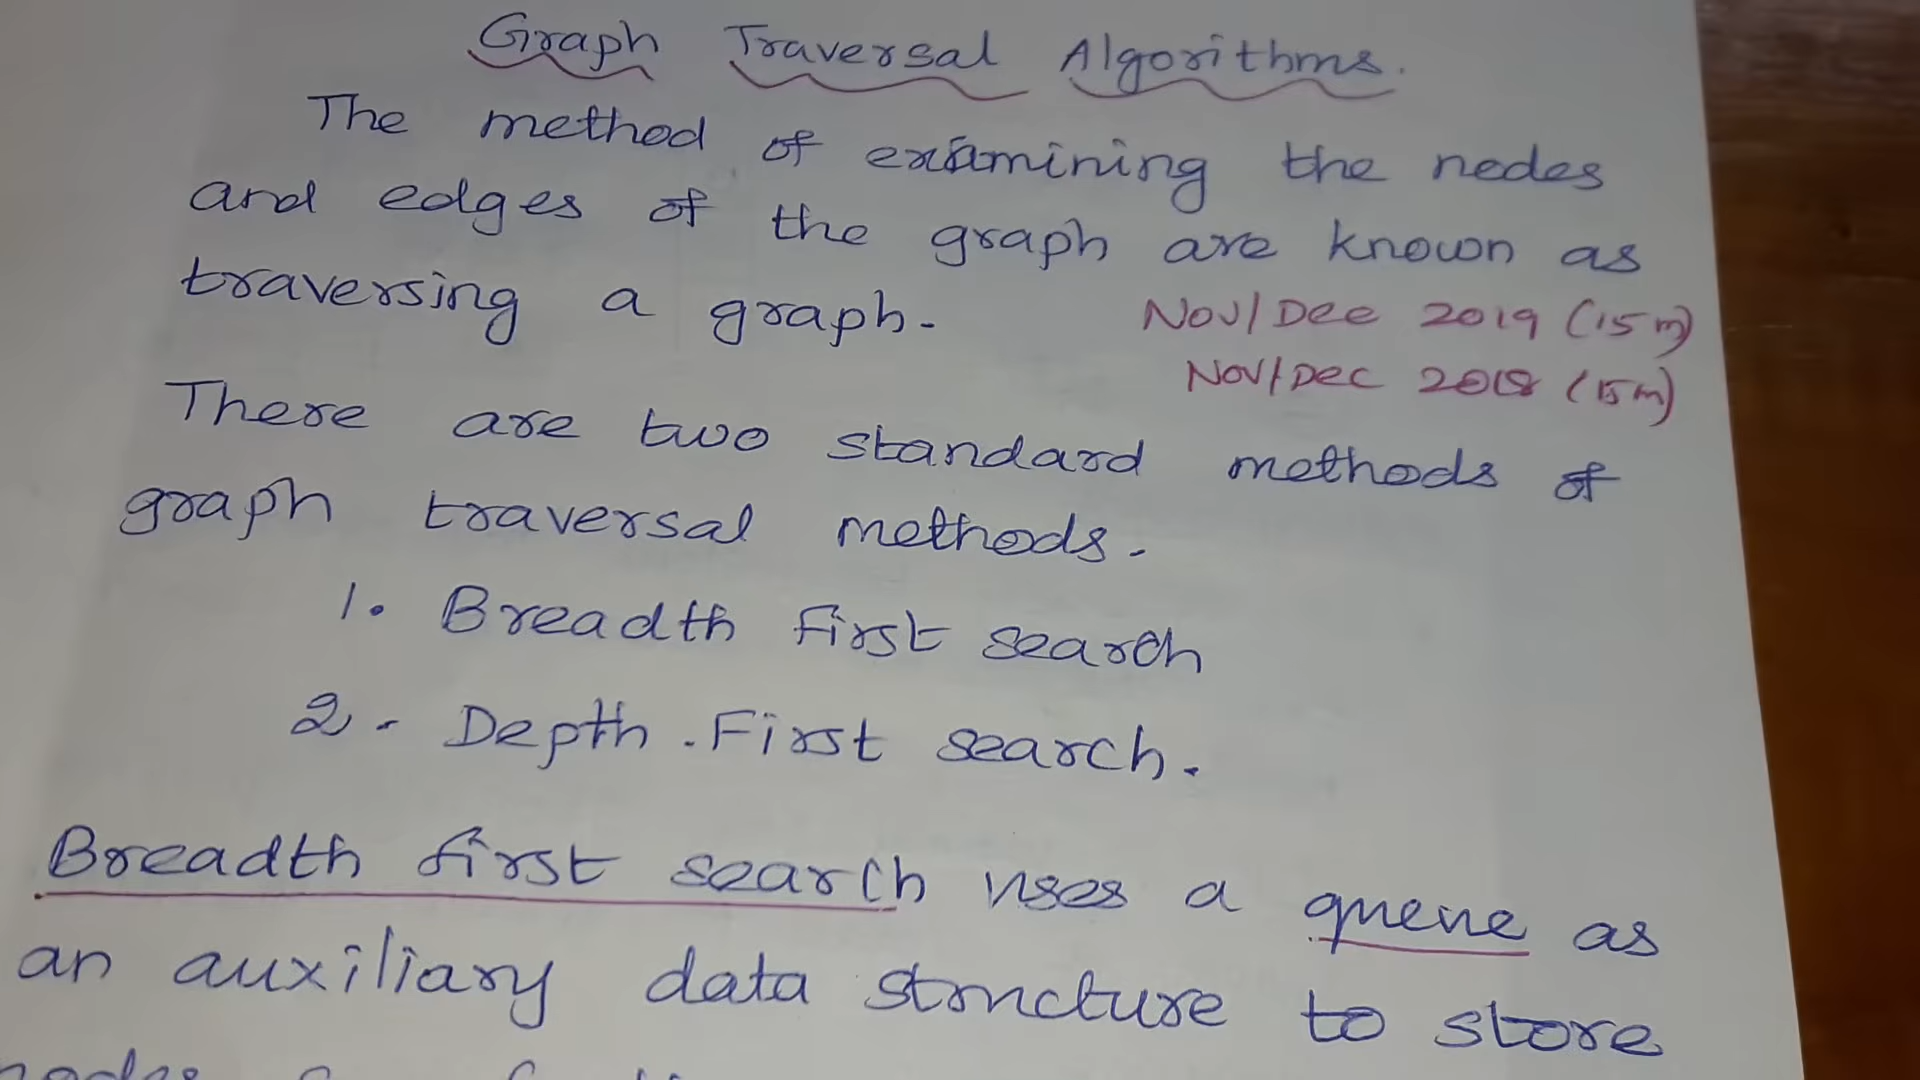 Graph Traversal Algorithms.
The method of examining the nodes
and edges of the graph are known as
traversing a graph.
Nov/Dec 2019 (15m)
Nov/Dec 2018 (15m)
There are two standard methods of
graph traversal methods.
1. Breadth first search
2. Depth.First search.
Breadth first search uses a queue as
an auxiliary data structure to store
nodes